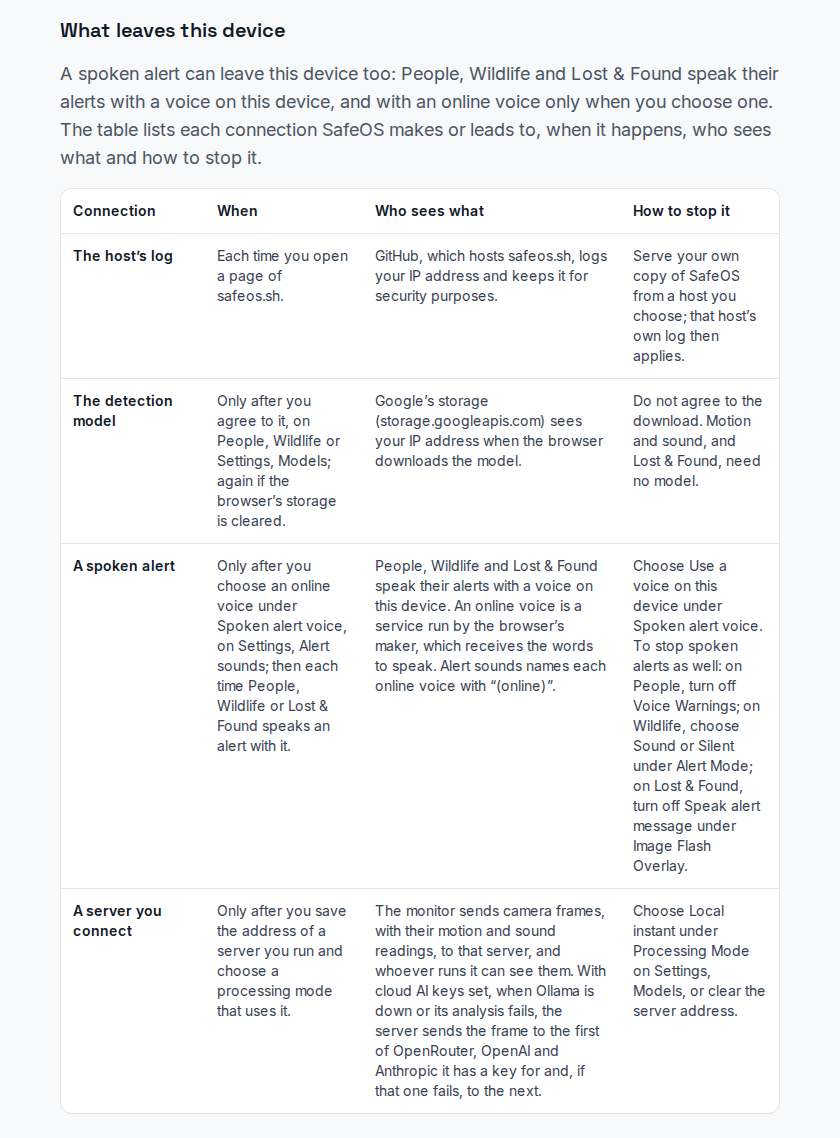 What leaves this device
A spoken alert can leave this device too: People, Wildlife and Lost & Found speak their
alerts with a voice on this device, and with an online voice only when you choose one.
The table lists each connection SafeOS makes or leads to, when it happens, who sees
what and how to stop it.
Connection
When
Who sees what
How to stop it
The host’s log
Each time you open
a page of
safeos.sh.
GitHub, which hosts safeos.sh, logs
your IP address and keeps it for
security purposes.
Serve your own
copy of SafeOS
from a host you
choose; that host’s
own log then
applies.
The detection
model
Only after you
agree to it, on
People, Wildlife or
Settings, Models;
again if the
browser’s storage
is cleared.
Google’s storage
(storage.googleapis.com) sees
your IP address when the browser
downloads the model.
Do not agree to the
download. Motion
and sound, and
Lost & Found, need
no model.
A spoken alert
Only after you
choose an online
voice under
Spoken alert voice,
on Settings, Alert
sounds; then each
time People,
Wildlife or Lost &
Found speaks an
alert with it.
People, Wildlife and Lost & Found
speak their alerts with a voice on
this device. An online voice is a
service run by the browser’s
maker, which receives the words
to speak. Alert sounds names each
online voice with “(online)”.
Choose Use a
voice on this
device under
Spoken alert voice.
To stop spoken
alerts as well: on
People, turn off
Voice Warnings; on
Wildlife, choose
Sound or Silent
under Alert Mode;
on Lost & Found,
turn off Speak alert
message under
Image Flash
Overlay.
A server you
connect
Only after you save
the address of a
server you run and
choose a
processing mode
that uses it.
The monitor sends camera frames,
with their motion and sound
readings, to that server, and
whoever runs it can see them. With
cloud AI keys set, when Ollama is
down or its analysis fails, the
server sends the frame to the first
of OpenRouter, OpenAI and
Anthropic it has a key for and, if
that one fails, to the next.
Choose Local
instant under
Processing Mode
on Settings,
Models, or clear the
server address.